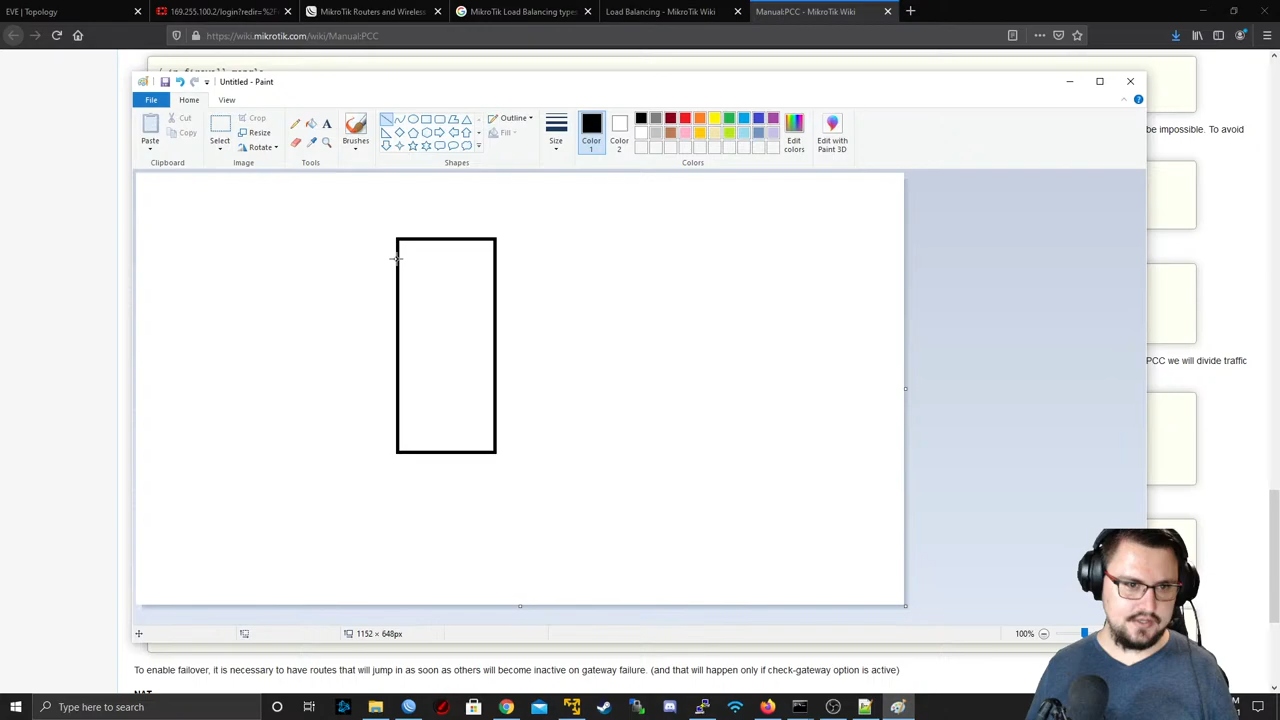 EVE | Topology
169.255.100.2/login?redir=%2
MikroTik Routers and Wireless
MikroTik Load Balancing types
Load Balancing - MikroTik Wiki
Manual:PCC - MikroTik Wiki
https://wiki.mikrotik.com/wiki/Manual:PCC
Untitled - Paint
File
Home
View
Paste
Cut
Copy
Clipboard
Select
Crop
Resize
Rotate
Image
Tools
Brushes
Outline
Fill
Shapes
Size
Color 1
Color 2
Edit colors
Colors
Edit with Paint 3D
be impossible. To avoid
PCC we will divide traffic
1152 × 648px
100%
To enable failover, it is necessary to have routes that will jump in as soon as others will become inactive on gateway failure. (and that will happen only if check-gateway option is active)
NAT
Type here to search